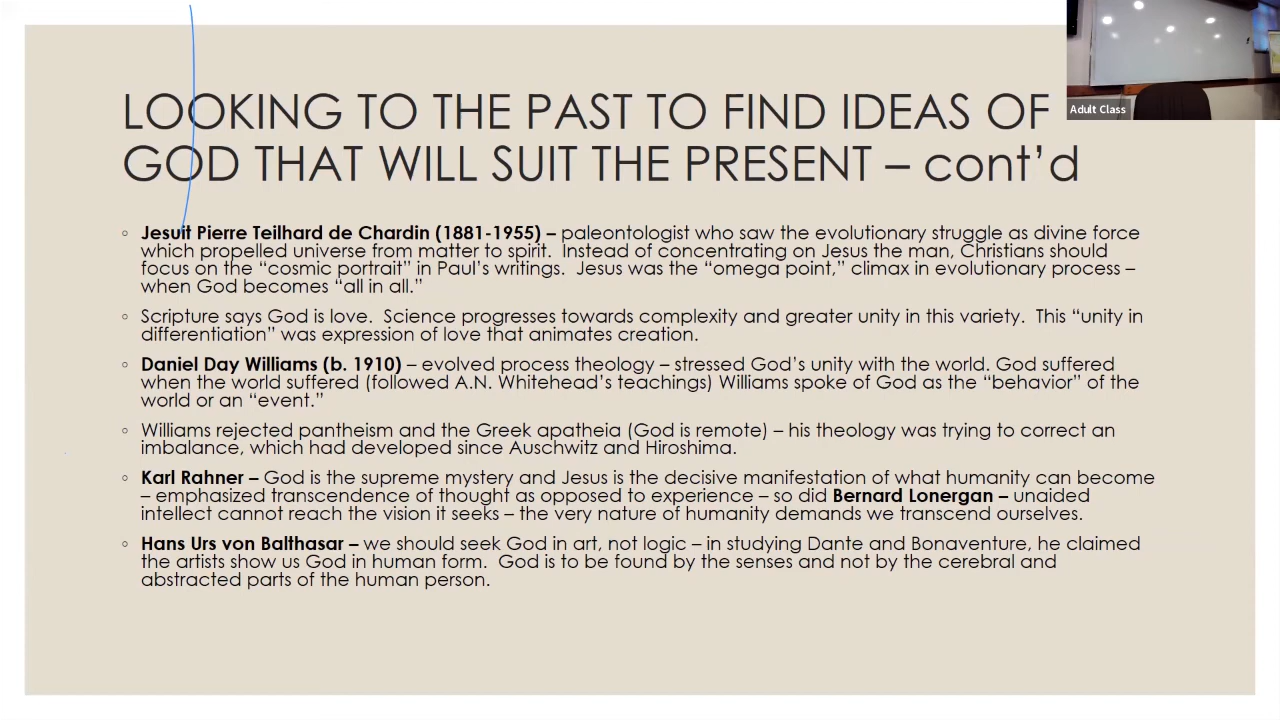 LOOKING TO THE PAST TO FIND IDEAS OF
GOD THAT WILL SUIT THE PRESENT – cont'd
Adult Class
◦ Jesuit Pierre Teilhard de Chardin (1881-1955) – paleontologist who saw the evolutionary struggle as divine force
which propelled universe from matter to spirit.  Instead of concentrating on Jesus the man, Christians should
focus on the “cosmic portrait” in Paul’s writings.  Jesus was the “omega point,” climax in evolutionary process –
when God becomes “all in all.”
◦ Scripture says God is love.  Science progresses towards complexity and greater unity in this variety.  This “unity in
differentiation” was expression of love that animates creation.
◦ Daniel Day Williams (b. 1910) – evolved process theology – stressed God’s unity with the world. God suffered
when the world suffered (followed A.N. Whitehead’s teachings) Williams spoke of God as the “behavior” of the
world or an “event.”
◦ Williams rejected pantheism and the Greek apatheia (God is remote) – his theology was trying to correct an
imbalance, which had developed since Auschwitz and Hiroshima.
◦ Karl Rahner – God is the supreme mystery and Jesus is the decisive manifestation of what humanity can become
– emphasized transcendence of thought as opposed to experience – so did Bernard Lonergan – unaided
intellect cannot reach the vision it seeks – the very nature of humanity demands we transcend ourselves.
◦ Hans Urs von Balthasar – we should seek God in art, not logic – in studying Dante and Bonaventure, he claimed
the artists show us God in human form.  God is to be found by the senses and not by the cerebral and
abstracted parts of the human person.